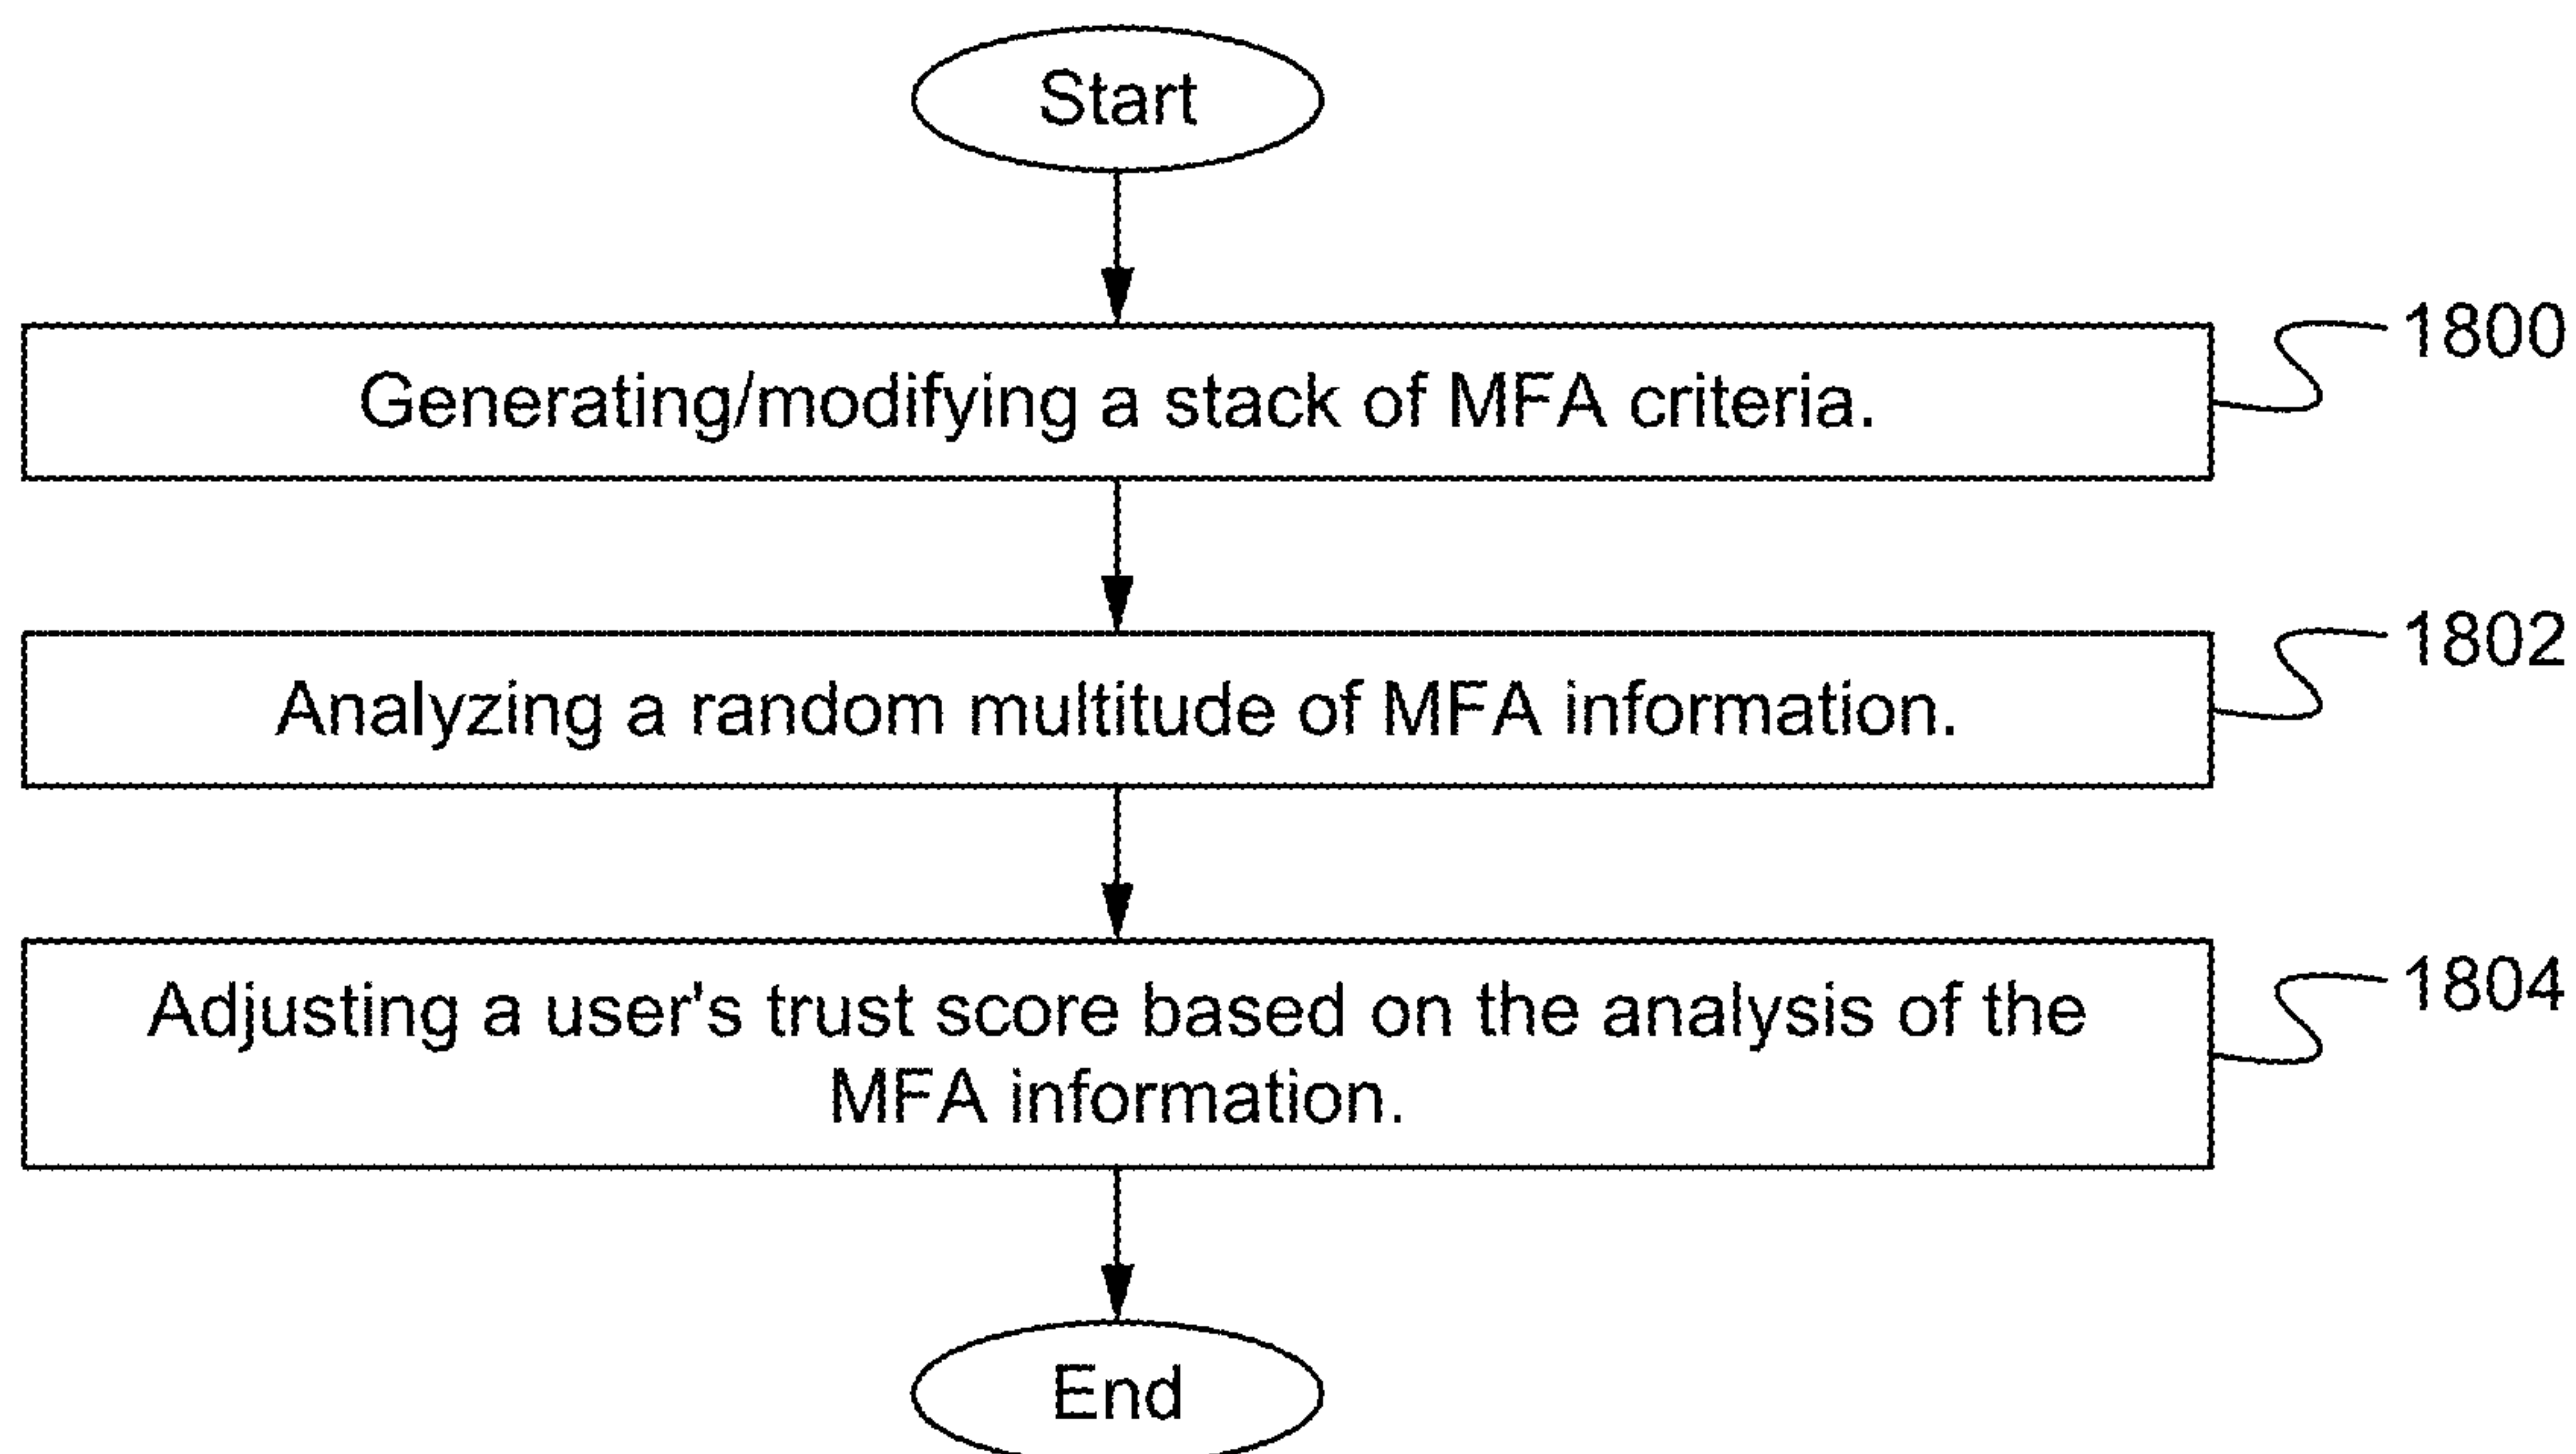 Start
Generating/modifying a stack of MFA criteria.
1800
Analyzing a random multitude of MFA information.
1802
Adjusting a user's trust score based on the analysis of the
MFA information.
1804
End